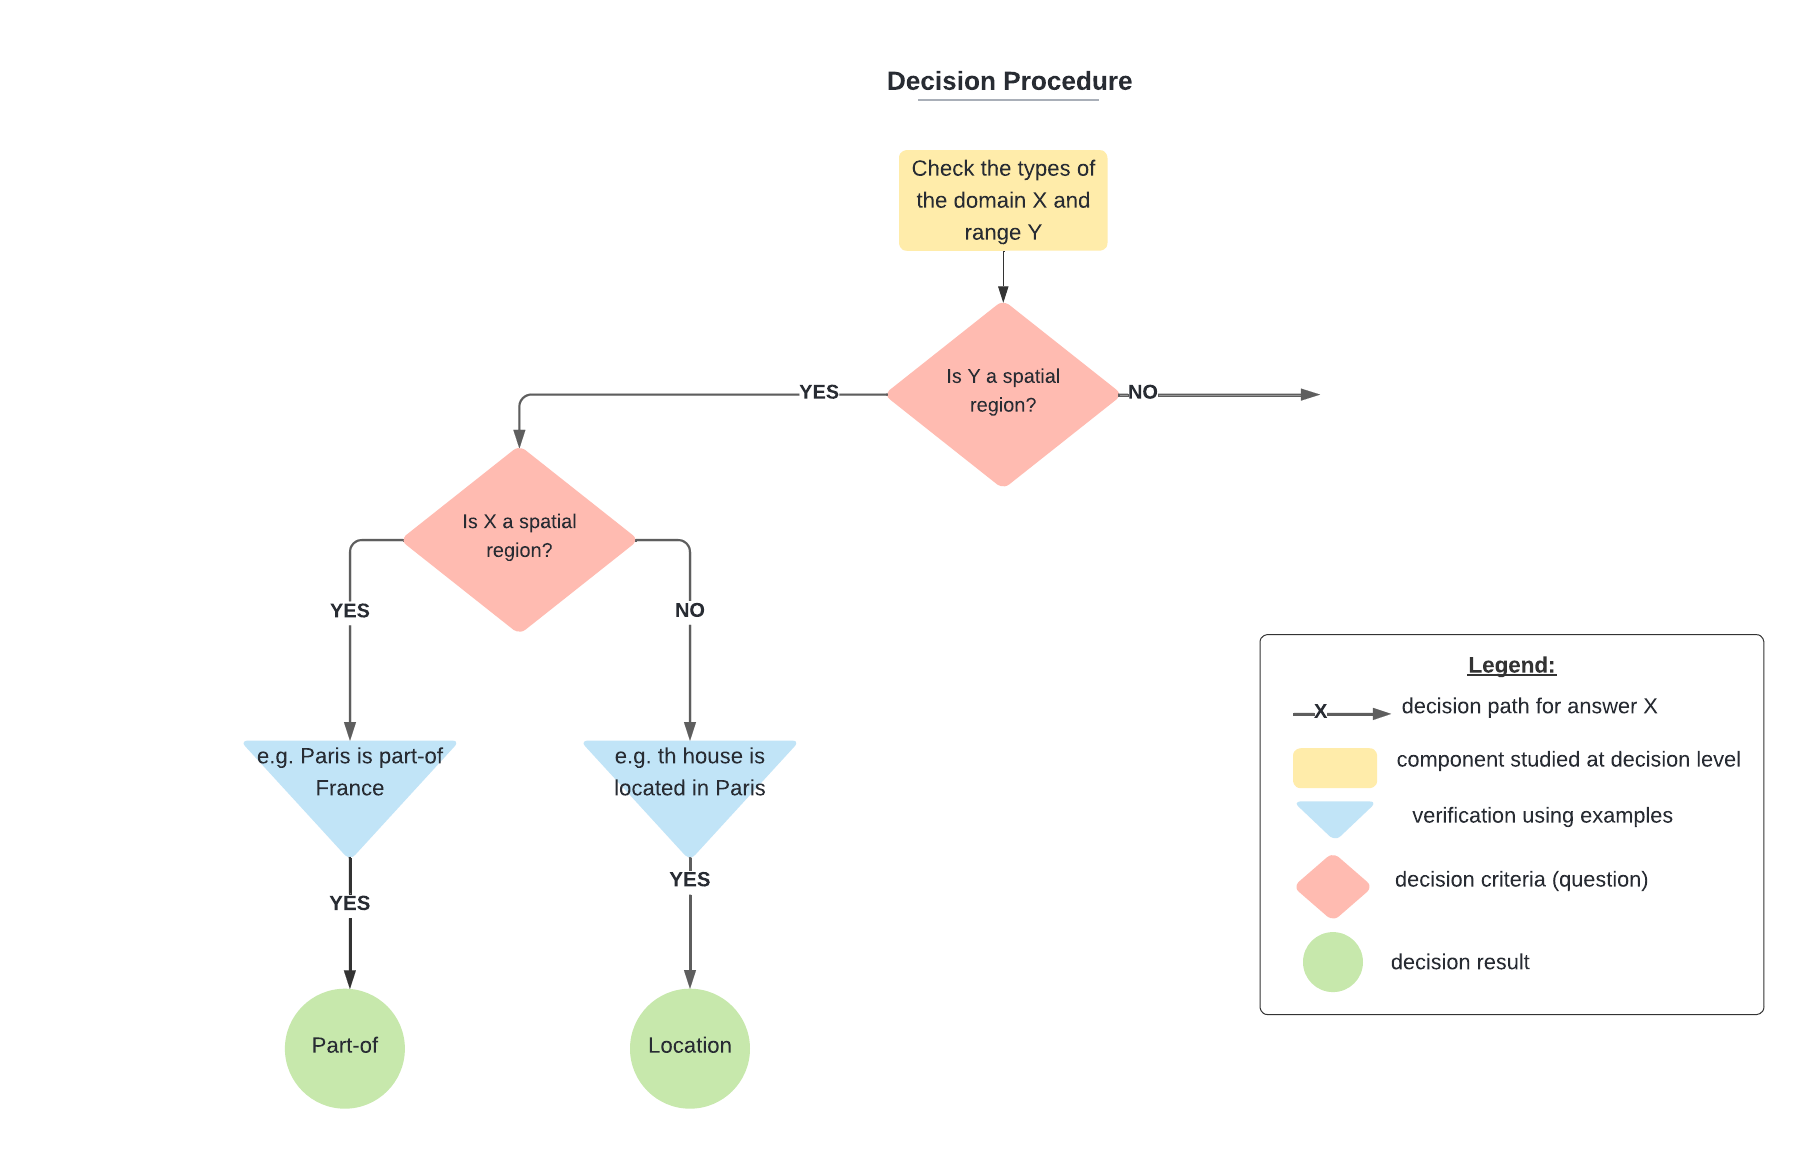 Decision Procedure
Check the types of
the domain X and
range Y
Is Y a spatial
region?
YES
NO
Is X a spatial
region?
YES
NO
e.g. Paris is part-of
France
e.g. th house is
located in Paris
YES
YES
Part-of
Location
Legend:
X
decision path for answer X
component studied at decision level
verification using examples
decision criteria (question)
decision result